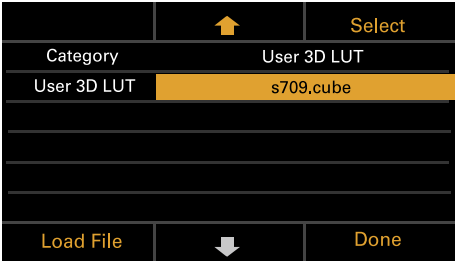 Select
Category User 3D LUT
User 3D LUT s709.cube
Load File Done